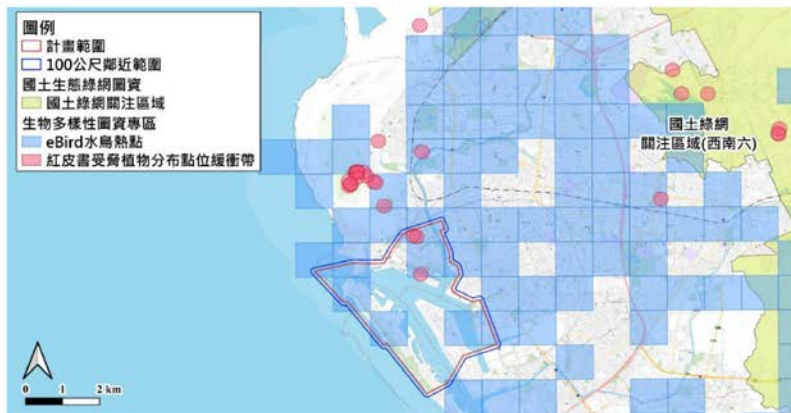 圖例
計畫範圍
100公尺鄰近範圍
國土生態綠網圖資
國土綠網關注區域
生物多樣性圖資專區
eBird水鳥熱點
紅皮書受脅植物分布點位緩衝帶
國土綠網
關注區域(西南六)
0 1 2 km